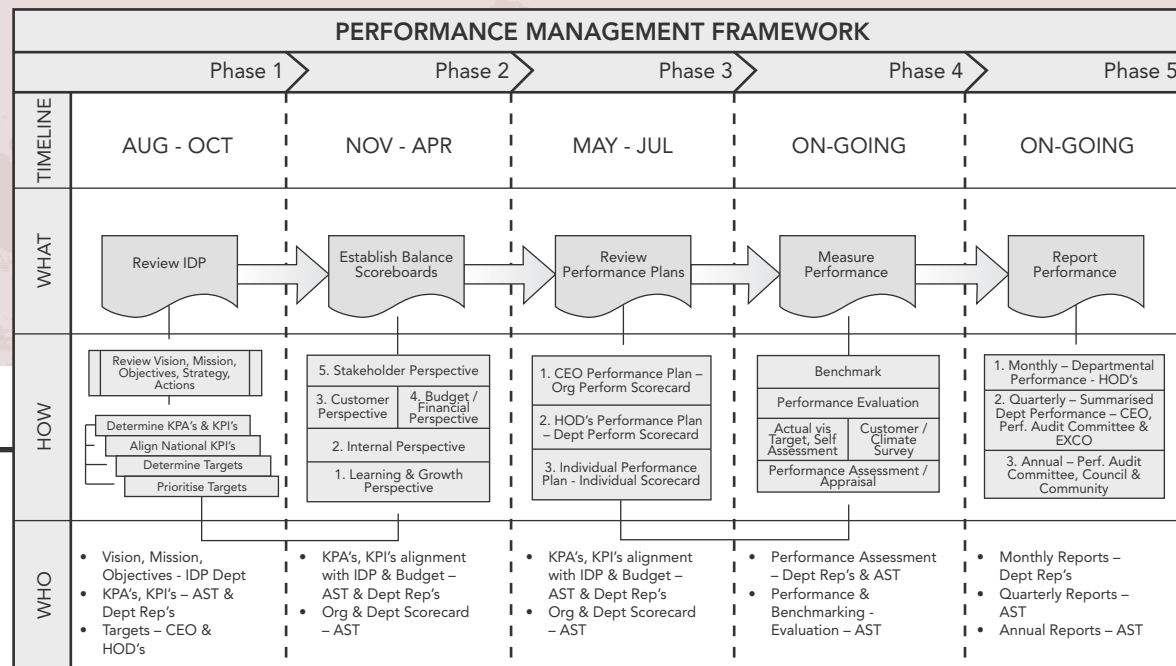 PERFORMANCE MANAGEMENT FRAMEWORK
Phase 1
Phase 2
Phase 3
Phase 4
Phase 5
TIMELINE
AUG - OCT
NOV - APR
MAY - JUL
ON-GOING
ON-GOING
WHAT
Review IDP
Establish Balance
Scoreboards
Review
Performance Plans
Measure
Performance
Report
Performance
HOW
Review Vision, Mission,
Objectives, Strategy,
Actions
Determine KPA's & KPI's
Align National KPI's
Determine Targets
Prioritise Targets
5. Stakeholder Perspective
3. Customer
Perspective
4. Budget /
Financial
Perspective
2. Internal Perspective
1. Learning & Growth
Perspective
1. CEO Performance Plan –
Org Perform Scorecard
2. HOD's Performance Plan
– Dept Perform Scorecard
3. Individual Performance
Plan - Individual Scorecard
Benchmark
Performance Evaluation
Actual vis
Target, Self
Assessment
Customer /
Climate
Survey
Performance Assessment /
Appraisal
1. Monthly – Departmental
Performance - HOD's
2. Quarterly – Summarised
Dept Performance – CEO,
Perf. Audit Committee &
EXCO
3. Annual – Perf. Audit
Committee, Council &
Community
WHO
• Vision, Mission,
Objectives - IDP Dept
• KPA's, KPI's – AST &
Dept Rep's
• Targets – CEO &
HOD's
• KPA's, KPI's alignment
with IDP & Budget –
AST & Dept Rep's
• Org & Dept Scorecard
– AST
• KPA's, KPI's alignment
with IDP & Budget –
AST & Dept Rep's
• Org & Dept Scorecard
– AST
• Performance Assessment
– Dept Rep's & AST
• Performance &
Benchmarking -
Evaluation – AST
• Monthly Reports –
Dept Rep's
• Quarterly Reports –
AST
• Annual Reports – AST